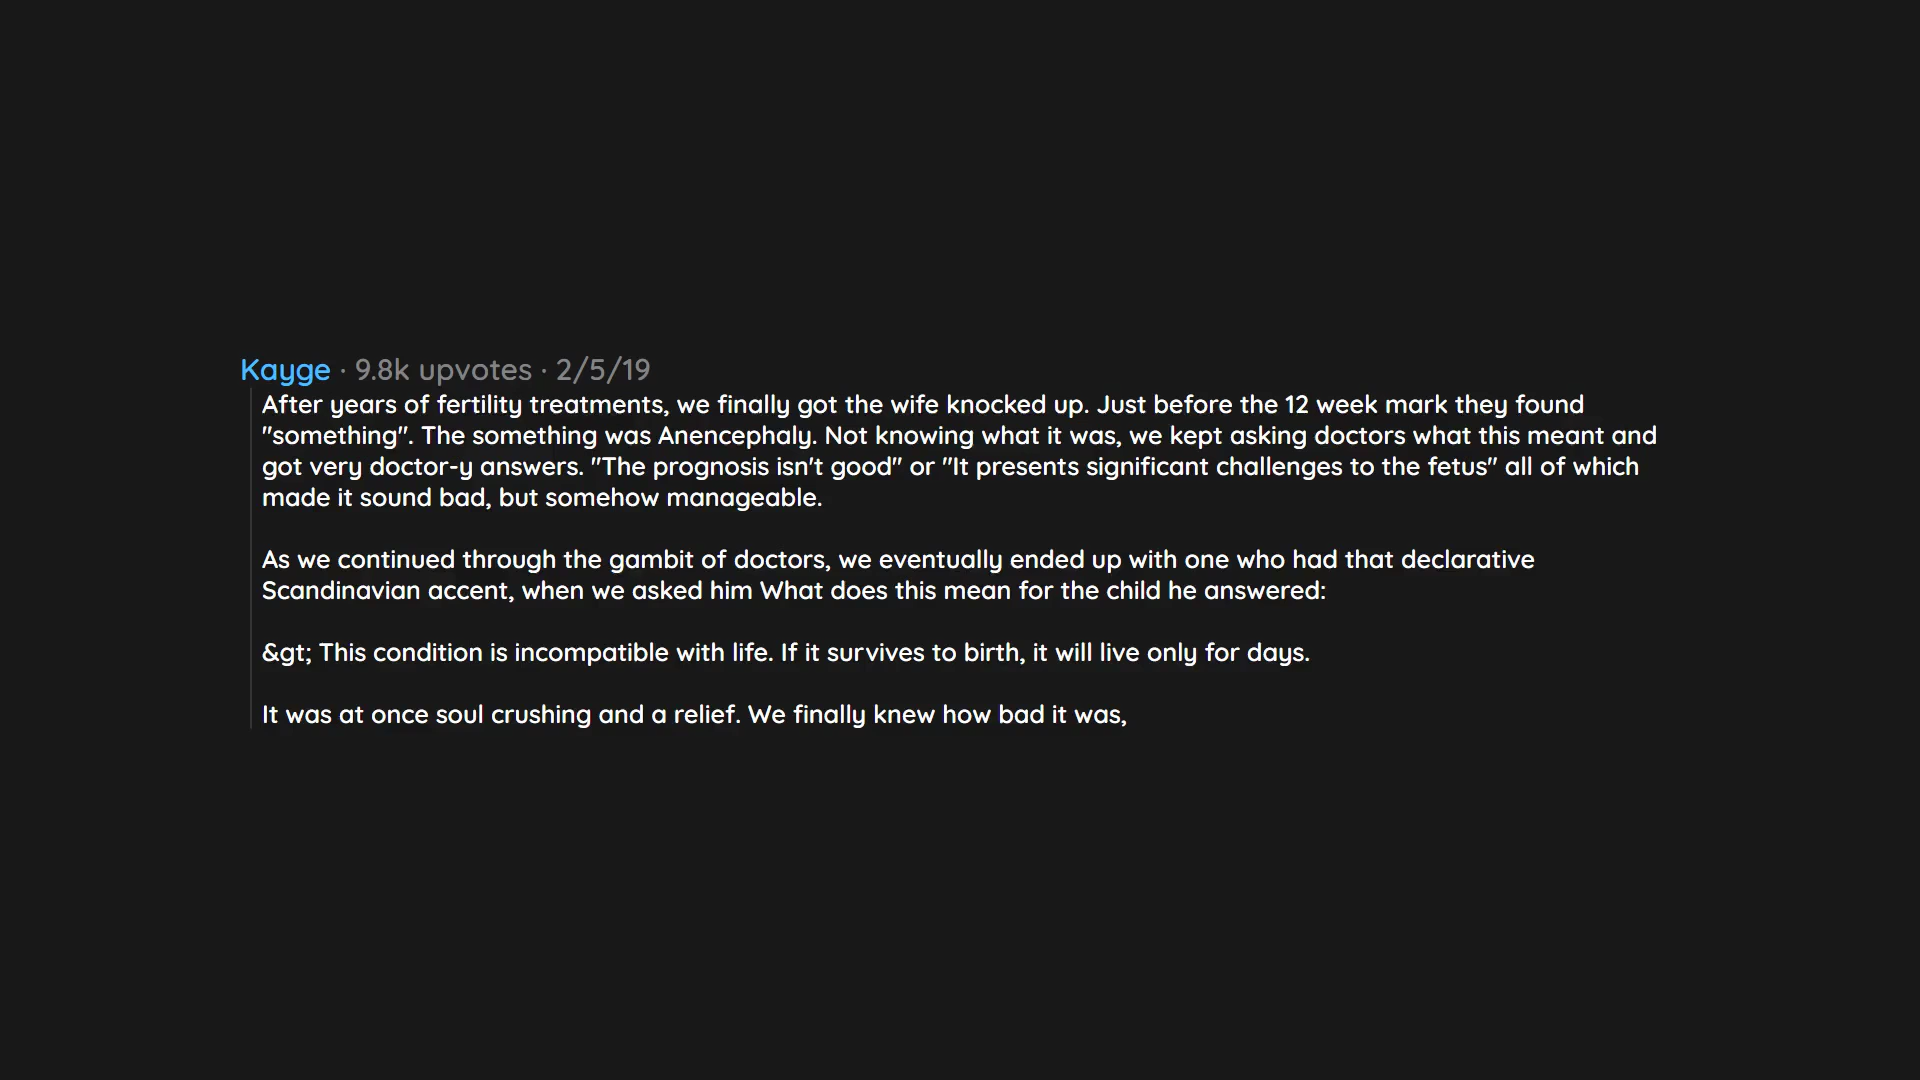 Kayge · 9.8k upvotes · 2/5/19
After years of fertility treatments, we finally got the wife knocked up. Just before the 12 week mark they found
"something". The something was Anencephaly. Not knowing what it was, we kept asking doctors what this meant and
got very doctor-y answers. "The prognosis isn't good" or "It presents significant challenges to the fetus" all of which
made it sound bad, but somehow manageable.
As we continued through the gambit of doctors, we eventually ended up with one who had that declarative
Scandinavian accent, when we asked him What does this mean for the child he answered:
&gt; This condition is incompatible with life. If it survives to birth, it will live only for days.
It was at once soul crushing and a relief. We finally knew how bad it was,